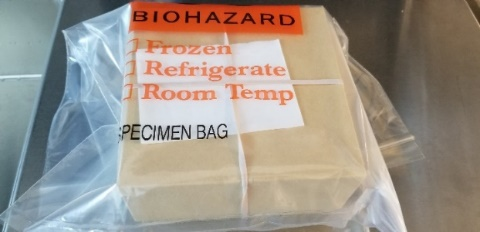 BIOHAZARD
Frozen
Refrigerate
Room Temp
SPECIMEN BAG